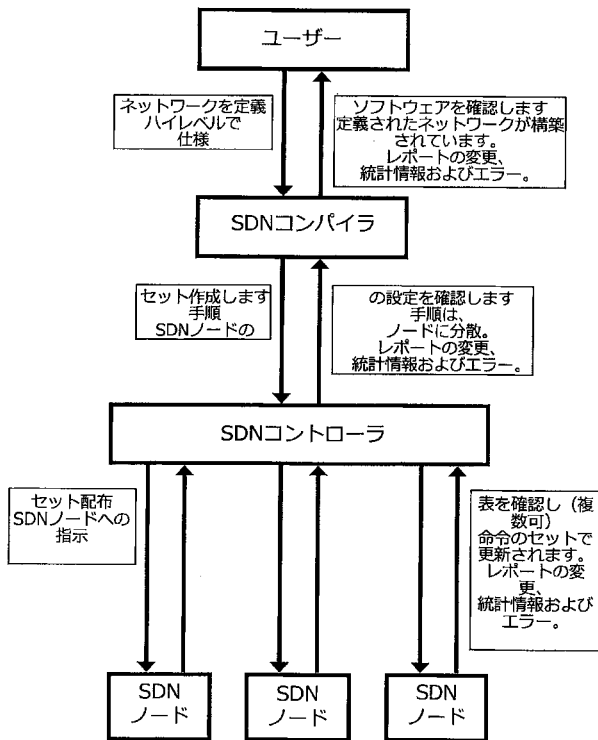 ユーザー
ネットワークを定義
ハイレベルで
仕様
ソフトウェアを確認します
定義されたネットワークが構築
されています。
レポートの変更、
統計情報およびエラー。
SDNコンパイラ
セット作成します
手順
SDNノードの
の設定を確認します
手順は、
ノードに分散。
レポートの変更、
統計情報およびエラー。
SDNコントローラ
セット配布
SDNノードへの
指示
表を確認し（複
数可）
命令のセットで
更新されます。
レポートの変
更、
統計情報および
エラー。
SDN
ノード
SDN
ノード
SDN
ノード